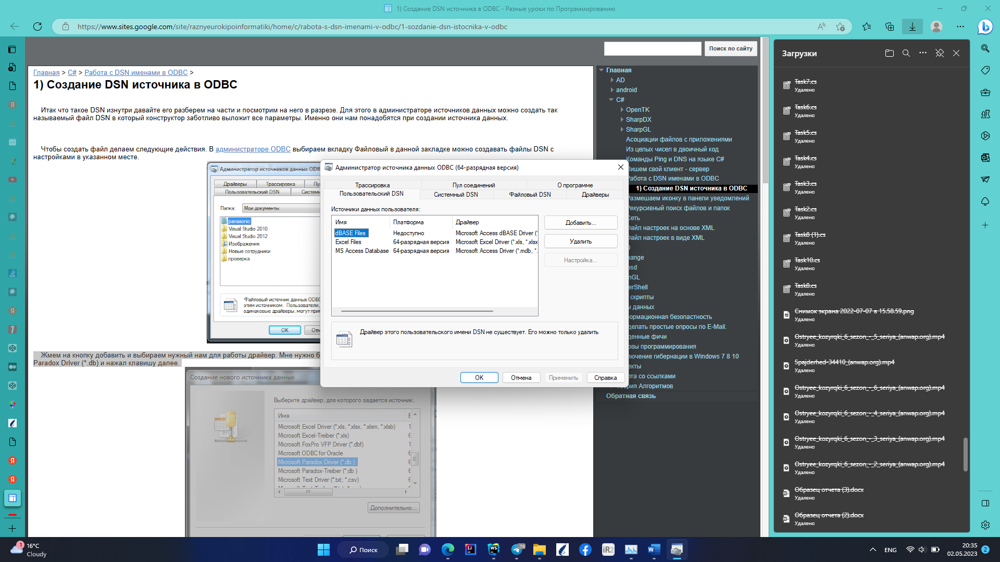 1) Создание DSN источника в ODBC - Разные уроки по Программированию
https://www.sites.google.com/site/raznyeurokipoinformatiki/home/c/rabota-s-dsn-imenami-v-odbc/1-sozdanie-dsn-istocnika-v-odbc
Поиск по сайту
Главная > C# > Работа с DSN именами в ODBC >
1) Создание DSN источника в ODBC
Итак что такое DSN изнутри давайте его разберем на части и посмотрим на него в разрезе. Для этого в администраторе источников данных можно создать так
называемый файл DSN в который конструктор заботливо выложит все параметры. Именно они нам понадобятся при создании источника данных.
Чтобы создать файл делаем следующие действия. В администраторе ODBC выбираем вкладку Файловый в данной закладке можно создавать файлы DSN с
настройками в указанном месте.
Администратор источников данных ODB
Драйверы
Трассировка
Пу
Пользовательский DSN
Систем
Папка:
Мои документы
panasonic
Visual Studio 2010
Visual Studio 2012
Изображения
Новые сотрудники
проверка
Файловый источник данных ODBC
этим источником. Пользователи,
одинаковые драйверы, могут при
OK
От
Жмем на кнопку добавить и выбираем нужный нам для работы драйвер. Мне нужно б
Paradox Driver (*.db) и нажал клавишу далее.
Создание нового источника данных
Выберите драйвер, для которого задается источник.
Имя
Microsoft Excel Driver (*.xls, *.xlsx, *.xlsm, *.xlsb) 1
Microsoft Excel-Treiber (*.xls) 6
Microsoft FoxPro VFP Driver (*.dbf) 1
Microsoft ODBC for Oracle 6
Microsoft Paradox Driver (*.db ) 6
Microsoft Paradox-Treiber (*.db ) 6
Microsoft Text Driver (*.txt; *.csv) 6
Дополнительно...
Администратор источника данных ODBC (64-разрядная версия)
Трассировка
Пул соединений
О программе
Пользовательский DSN
Системный DSN
Файловый DSN
Драйверы
Источники данных пользователя:
Имя Платформа Драйвер
dBASE Files Недоступно Microsoft Access dBASE Driver (*
Excel Files 64-разрядная версия Microsoft Excel Driver (*.xls, *.xlsx
MS Access Database 64-разрядная версия Microsoft Access Driver (*.mdb, *.
Добавить...
Удалить
Настройка...
Драйвер этого пользовательского имени DSN не существует. Его можно только удалить
OK
Отмена
Применить
Справка
Главная
AD
android
C#
OpenTK
SharpDX
SharpGL
Асоциации файлов с приложениями
Из целых чисел в двоичный код
Команды Ping и DNS на языке C#
Пишем свой клиент - сервер
Работа с DSN именами в ODBC
1) Создание DSN источника в ODBC
Размешаем иконку в панели уведомлений
Рекурсивный поиск файлов и папок
Сеть
Файл настроек на основе XML
Файл настроек в виде XML
hange
osd
nGL
erShell
скрипты
ы данных
ормационная безопастность
делать простые опросы по E-Mail.
денные фичи
овы программирования
лючение гибернации в Windows 7 8 10
екты
ота со ссылками
Теория Алгоритмов
Обратная связь
Загрузки
Task7.cs
Удалено
Task6.cs
Удалено
Task5.cs
Удалено
Task4.cs
Удалено
Task3.cs
Удалено
Task2.cs
Удалено
Task8 (1).cs
Удалено
Task10.cs
Удалено
Task8.cs
Удалено
Снимок экрана 2022-07-07 в 15.58.59.png
Удалено
Ostryee_kozyrqki_6_sezon_-_5_seriya_(anwap.org).mp4
Удалено
Spajderhed-34410_(anwap.org).mp4
Удалено
Ostryee_kozyrqki_6_sezon_-_6_seriya_(anwap.org).mp4
Удалено
Ostryee_kozyrqki_6_sezon_-_4_seriya_(anwap.org).mp4
Удалено
Ostryee_kozyrqki_6_sezon_-_3_seriya_(anwap.org).mp4
Удалено
Ostryee_kozyrqki_6_sezon_-_2_seriya_(anwap.org).mp4
Удалено
Образец отчета (3).docx
Удалено
Образец отчета (2).docx
Удалено
1
16°C
Cloudy
Поиск
78
iR2
ENG
20:35
02.05.2023
2